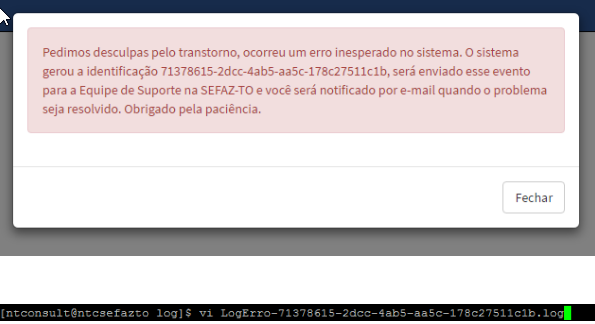 Pedimos desculpas pelo transtorno, ocorreu um erro inesperado no sistema. O sistema
gerou a identificação 71378615-2dcc-4ab5-aa5c-178c27511c1b, será enviado esse evento
para a Equipe de Suporte na SEFAZ-TO e você será notificado por e-mail quando o problema
seja resolvido. Obrigado pela paciência.
Fechar
[ntconsult@ntcsefazto log]$ vi LogErro-71378615-2dcc-4ab5-aa5c-178c27511c1b.log